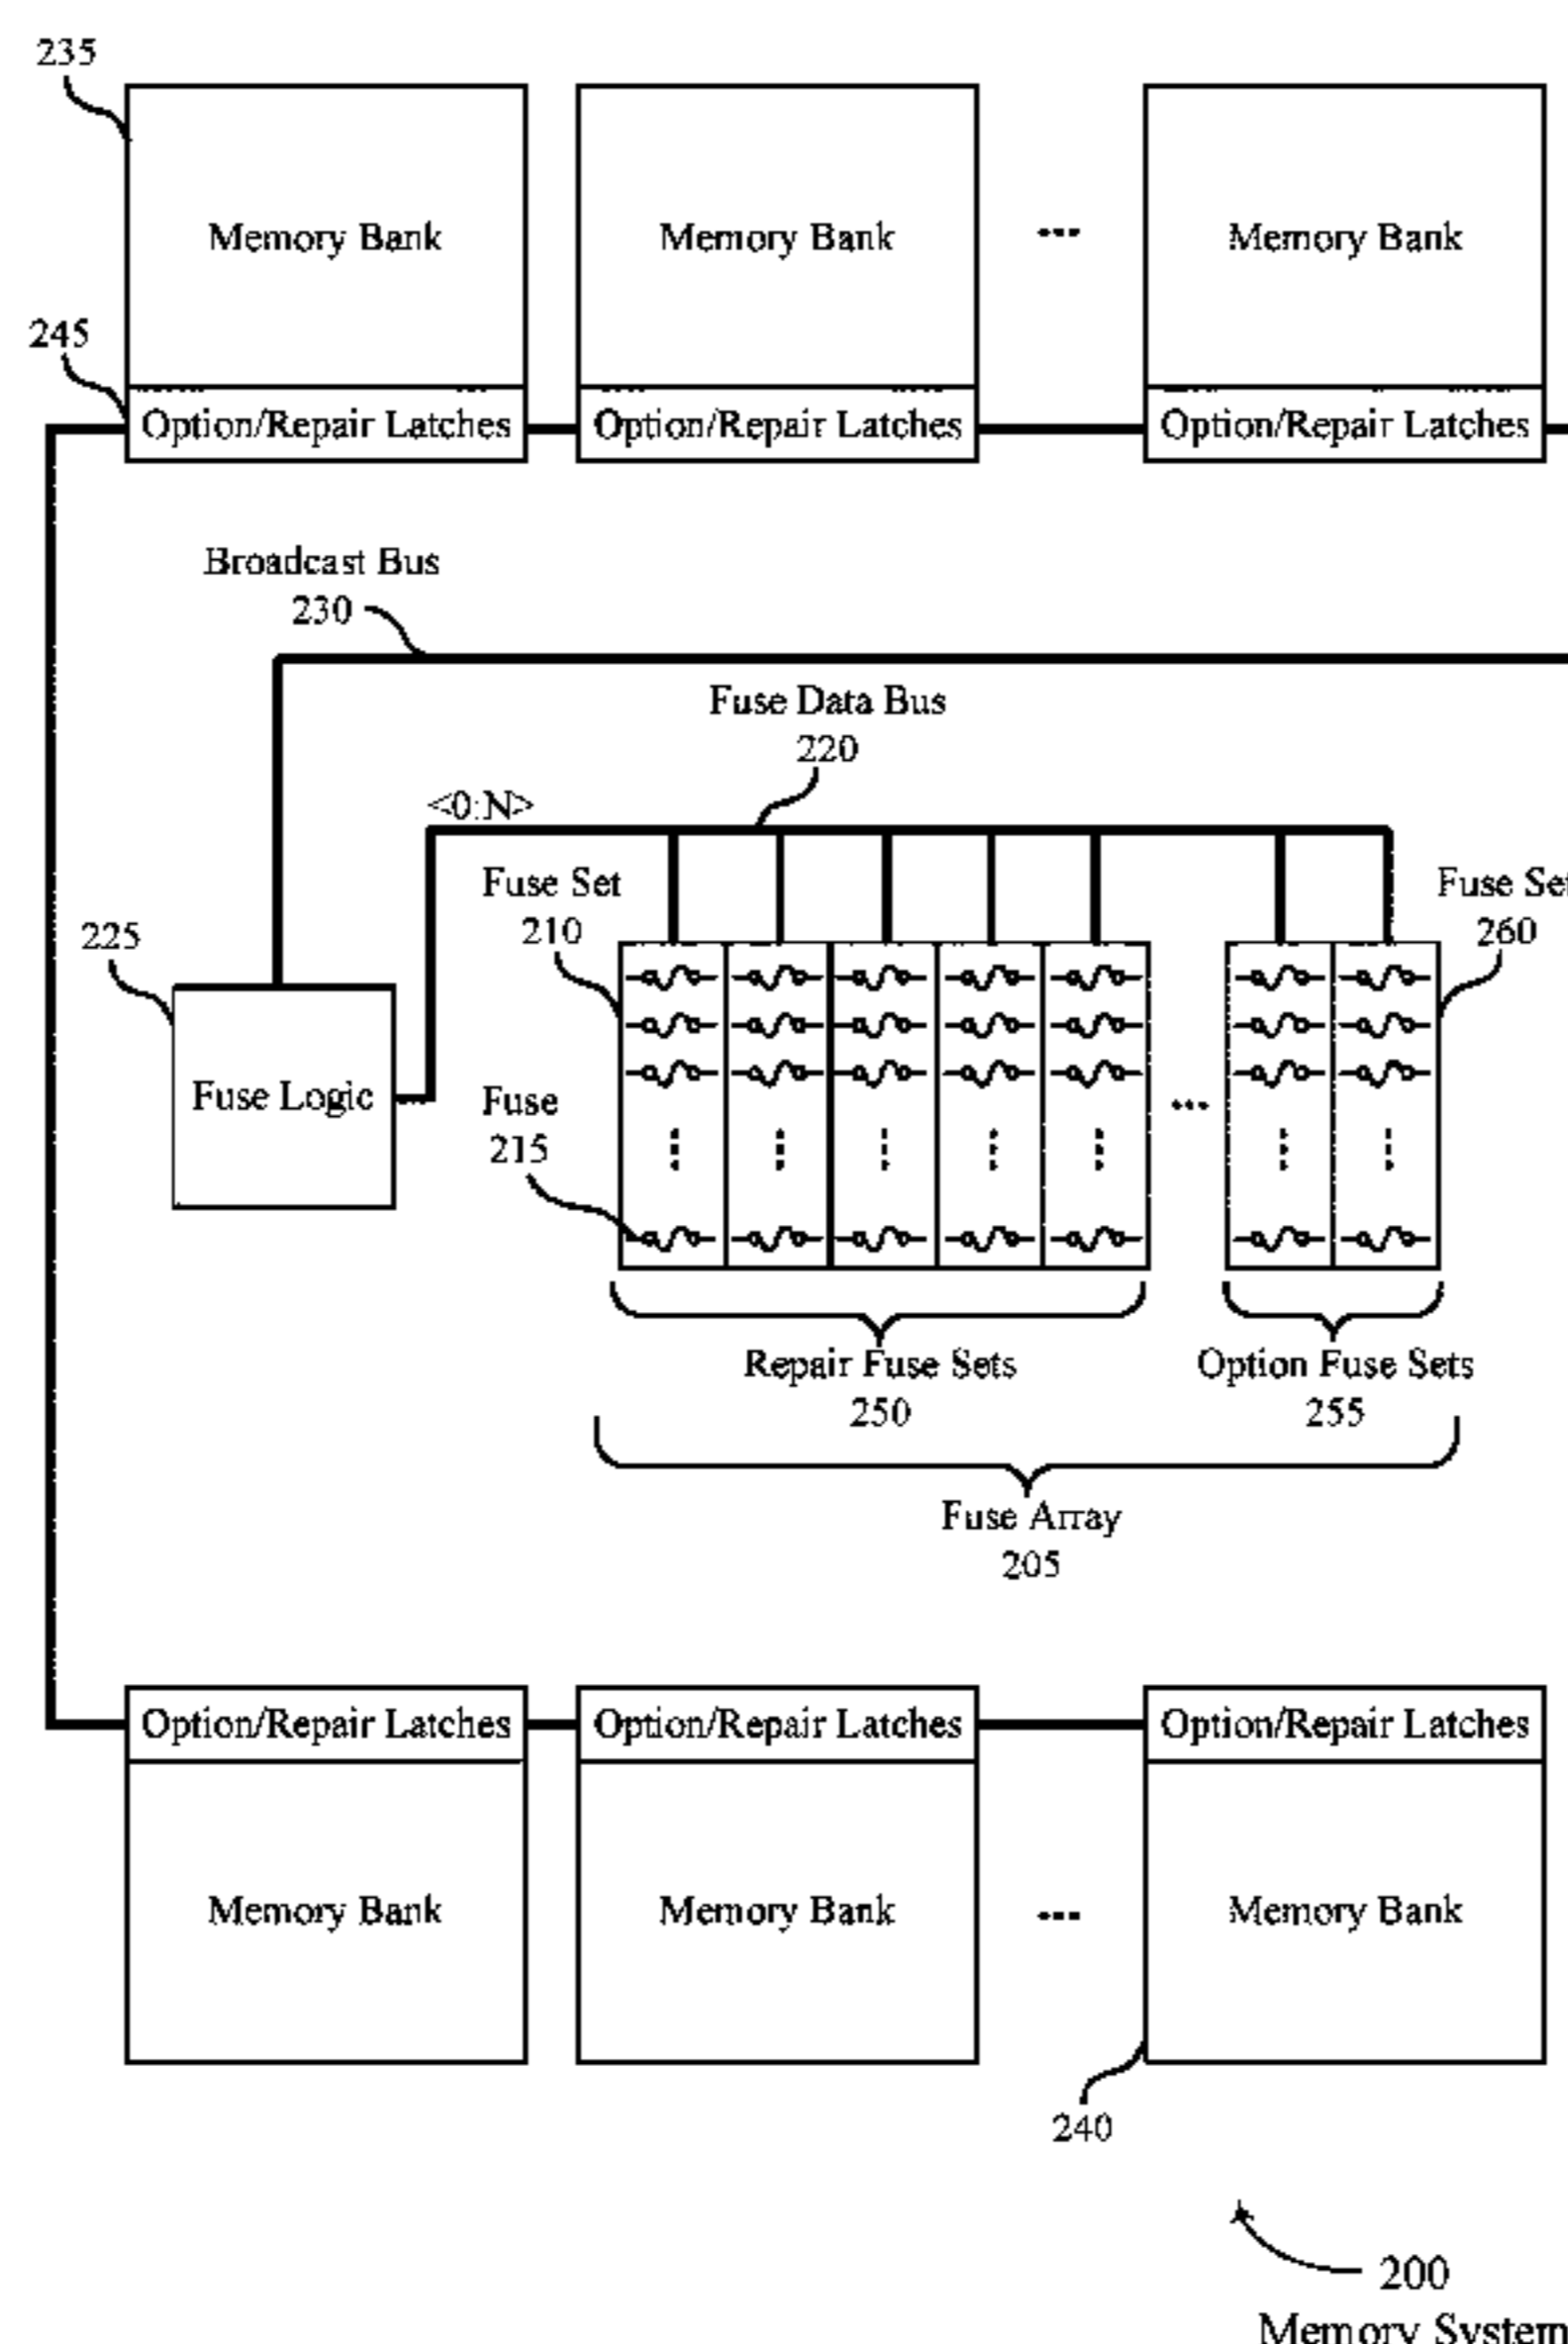 235
Memory Bank
Memory Bank
...
Memory Bank
245
Option/Repair Latches
Option/Repair Latches
Option/Repair Latches
Broadcast Bus
230
Fuse Data Bus
220
<0:N>
Fuse Set
210
Fuse Set
260
225
Fuse Logic
Fuse
215
...
Repair Fuse Sets
250
Option Fuse Sets
255
Fuse Array
205
Option/Repair Latches
Option/Repair Latches
Option/Repair Latches
Memory Bank
Memory Bank
...
Memory Bank
240
200
Memory System